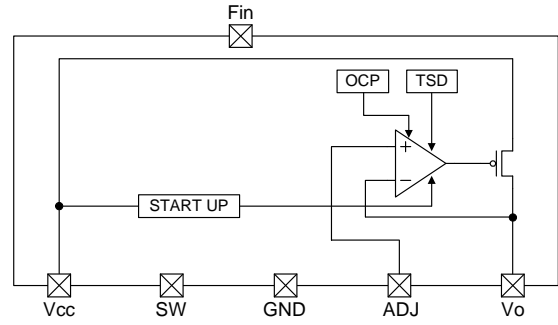 Fin
OCP TSD
+
−
START UP
Vcc SW GND ADJ Vo